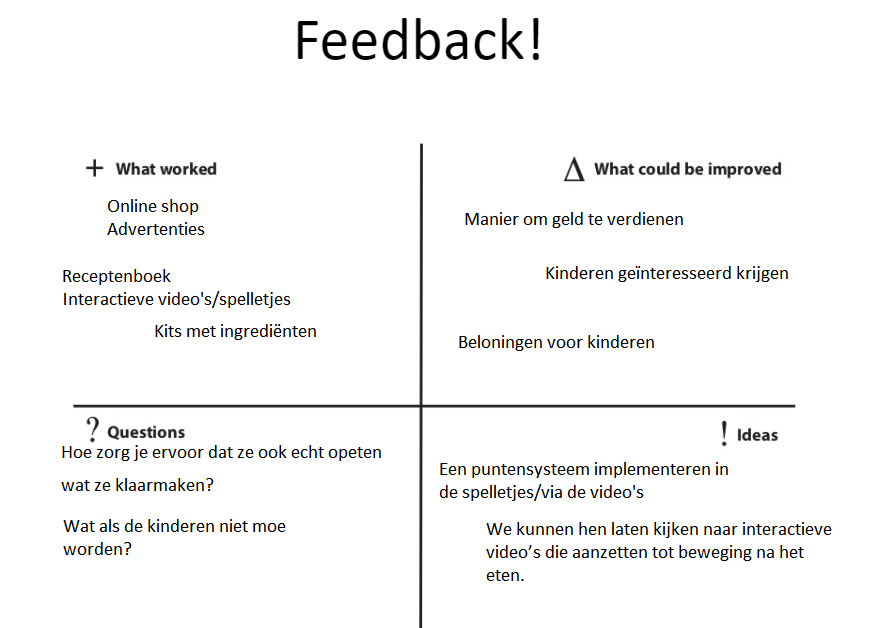 Feedback!
+ What worked
Online shop
Advertenties
Receptenboek
Interactieve video's/spelletjes
Kits met ingrediënten
Δ What could be improved
Manier om geld te verdienen
Kinderen geïnteresseerd krijgen
Beloningen voor kinderen
? Questions
Hoe zorg je ervoor dat ze ook echt opeten
wat ze klaarmaken?
Wat als de kinderen niet moe
worden?
! Ideas
Een puntensysteem implementeren in
de spelletjes/via de video's
We kunnen hen laten kijken naar interactieve
video’s die aanzetten tot beweging na het
eten.